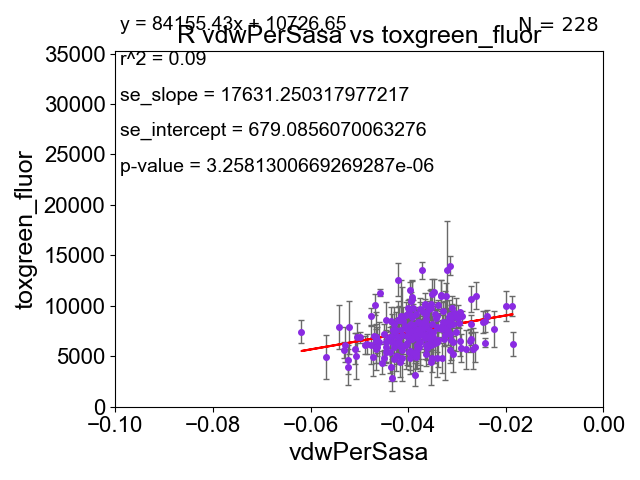 y = 84155.43x + 10726.65
N = 228
R vdwPerSasa vs toxgreen_fluor
r^2 = 0.09
se_slope = 17631.250317977217
se_intercept = 679.0856070063276
p-value = 3.2581300669269287e-06
toxgreen_fluor
35000
30000
25000
20000
15000
10000
5000
0
−0.10 −0.08 −0.06 −0.04 −0.02 0.00
vdwPerSasa